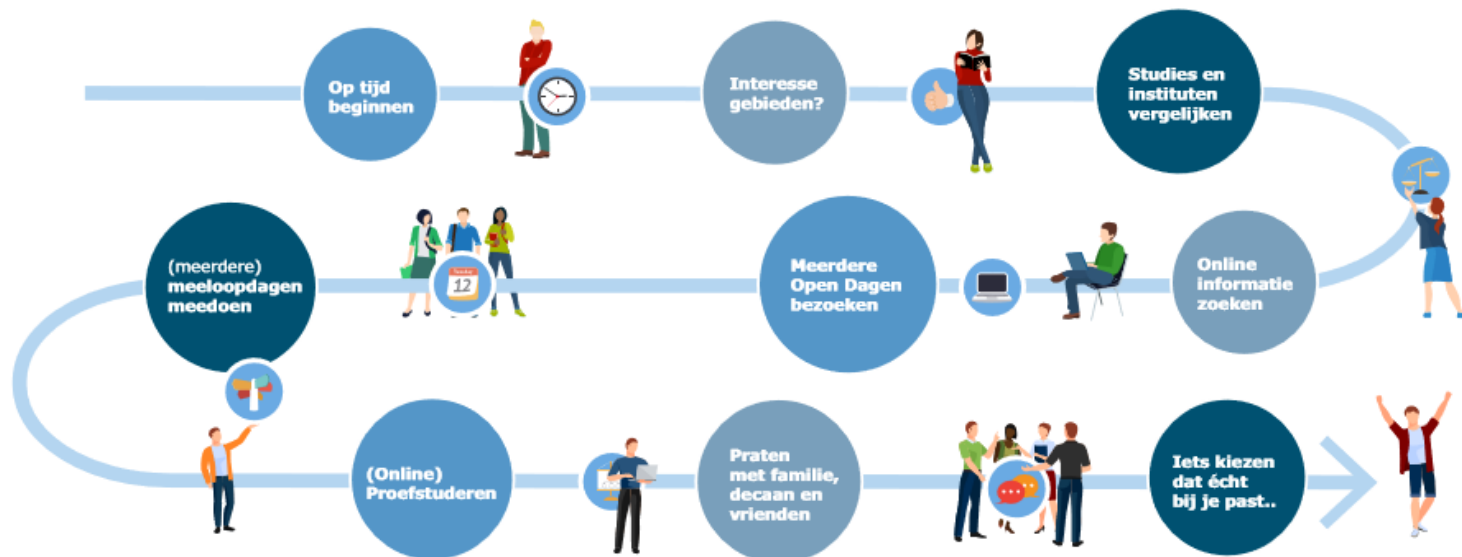 Op tijd
beginnen
Interesse
gebieden?
Studies en
instituten
vergelijken
Online
informatie
zoeken
Meerdere
Open Dagen
bezoeken
12
(meerdere)
meeloopdagen
meedoen
(Online)
Proefstuderen
Praten
met familie,
decaan en
vrienden
Iets kiezen
dat écht
bij je past..